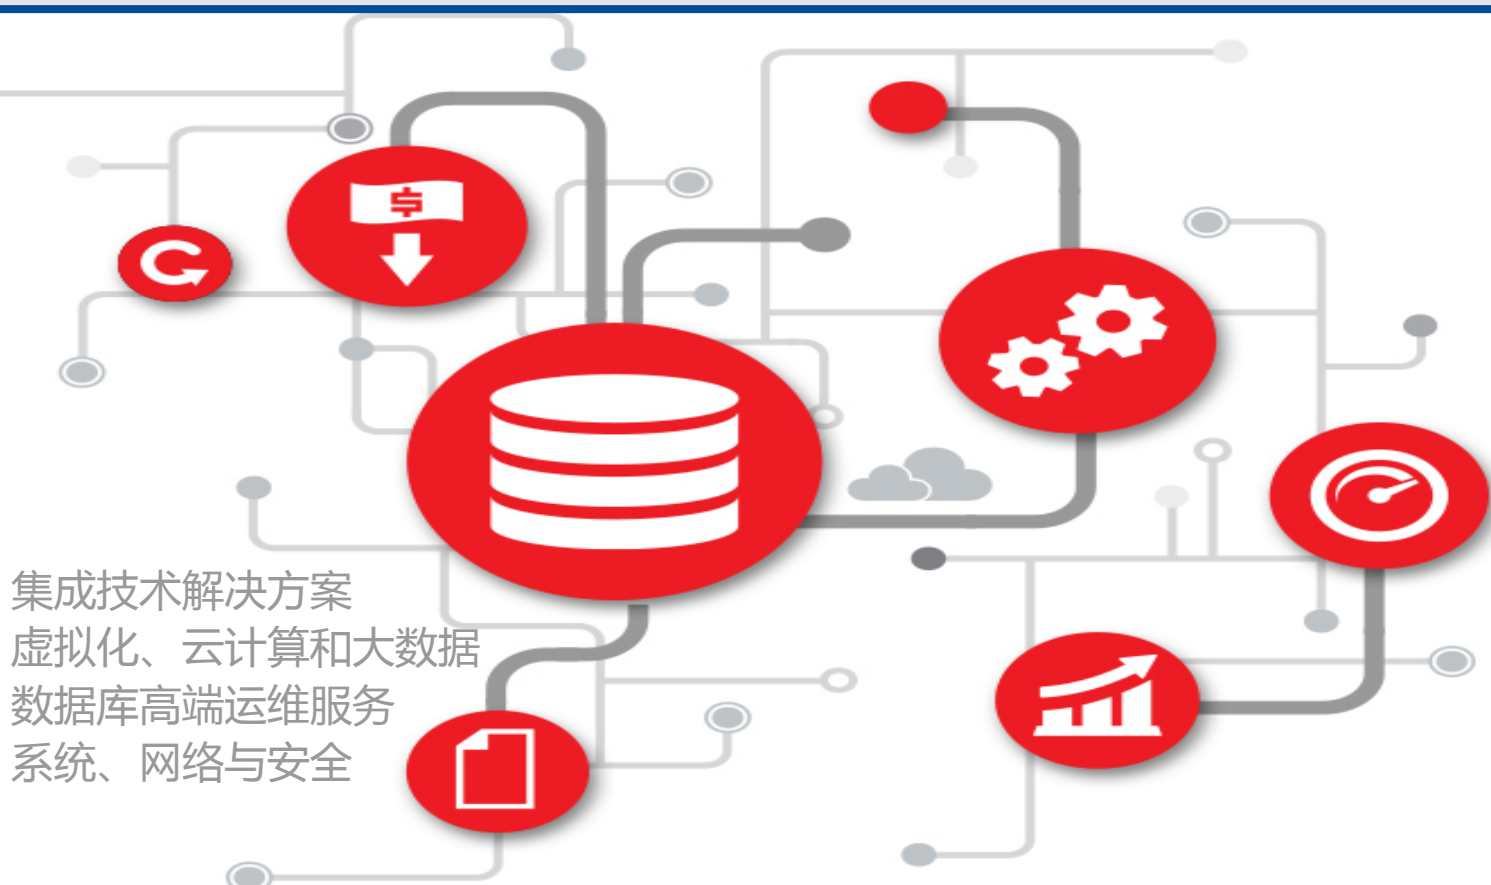 $
集成技术解决方案
虚拟化、云计算和大数据
数据库高端运维服务
系统、网络与安全